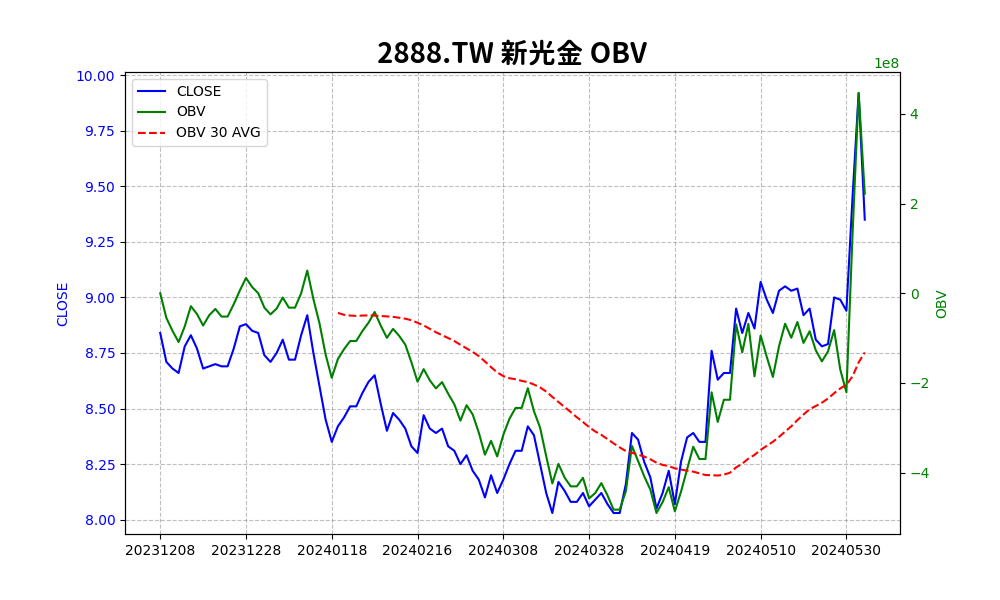 2888.TW 新光金 OBV
1e8
CLOSE
OBV
OBV 30 AVG
10.00
9.75
9.50
9.25
9.00
8.75
8.50
8.25
8.00
CLOSE
4
2
0
−2
−4
OBV
20231208 20231228 20240118 20240216 20240308 20240328 20240419 20240510 20240530